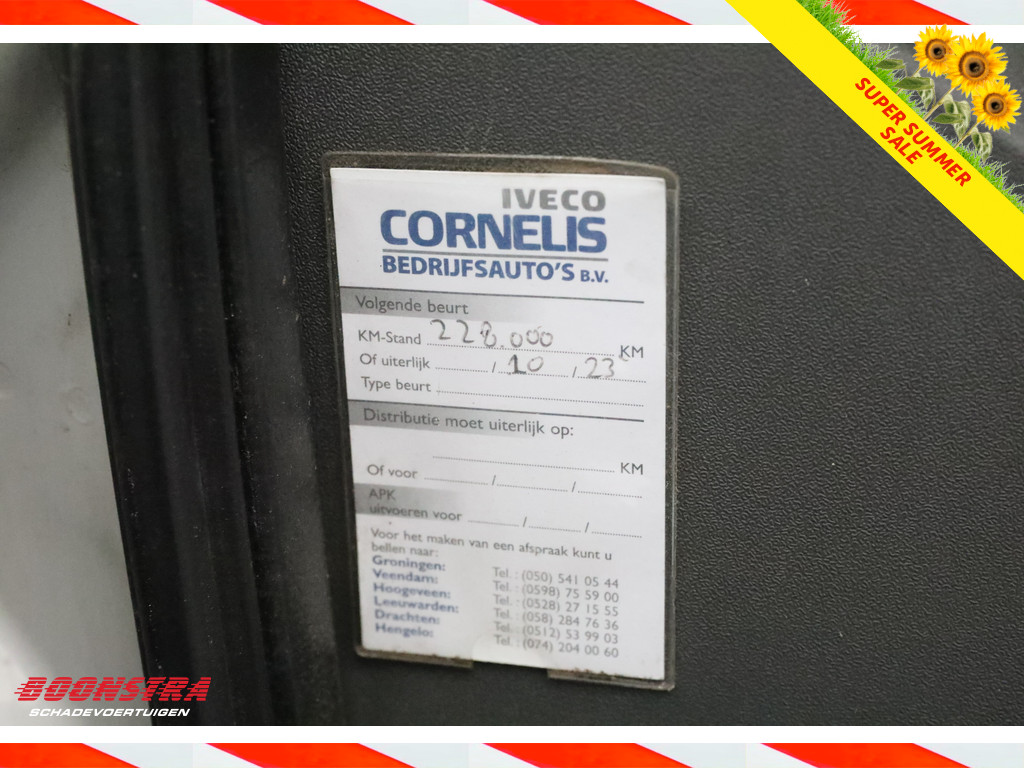 SUPER SUMMER
SALE
IVECO
CORNELIS
BEDRIJFSAUTO'S B.V.
Volgende beurt
KM-Stand 228.000 KM
Of uiterlijk / 10 / 23
Type beurt
Distributie moet uiterlijk op:
KM
Of voor / /
APK
uitvoeren voor / /
Voor het maken van een afspraak kunt u
bellen naar:
Groningen: Tel. : (050) 541 05 44
Veendam: Tel. : (0598) 75 59 00
Hoogeveen: Tel. : (0528) 27 15 55
Leeuwarden: Tel. : (058) 284 76 36
Drachten: Tel. : (0512) 53 99 03
Hengelo: Tel. : (074) 204 00 60
BOONSTRA
SCHADEVOERTUIGEN